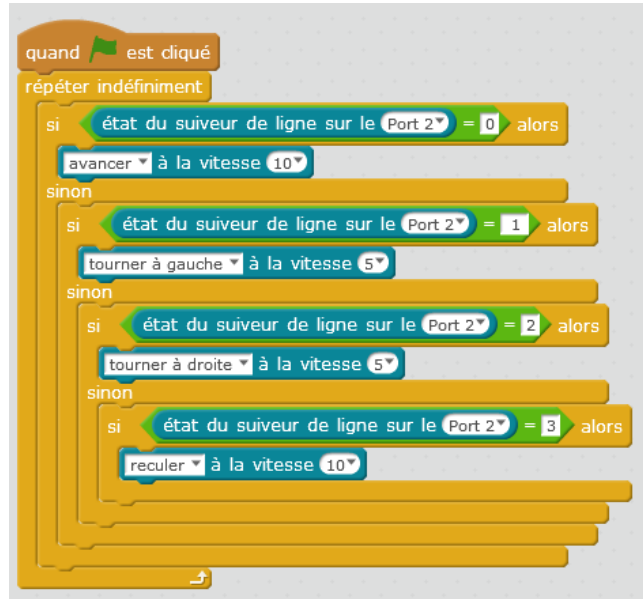 quand est cliqué
répéter indéfiniment
si état du suiveur de ligne sur le Port 2 = 0 alors
avancer à la vitesse 10
sinon
si état du suiveur de ligne sur le Port 2 = 1 alors
tourner à gauche à la vitesse 5
sinon
si état du suiveur de ligne sur le Port 2 = 2 alors
tourner à droite à la vitesse 5
sinon
si état du suiveur de ligne sur le Port 2 = 3 alors
reculer à la vitesse 10